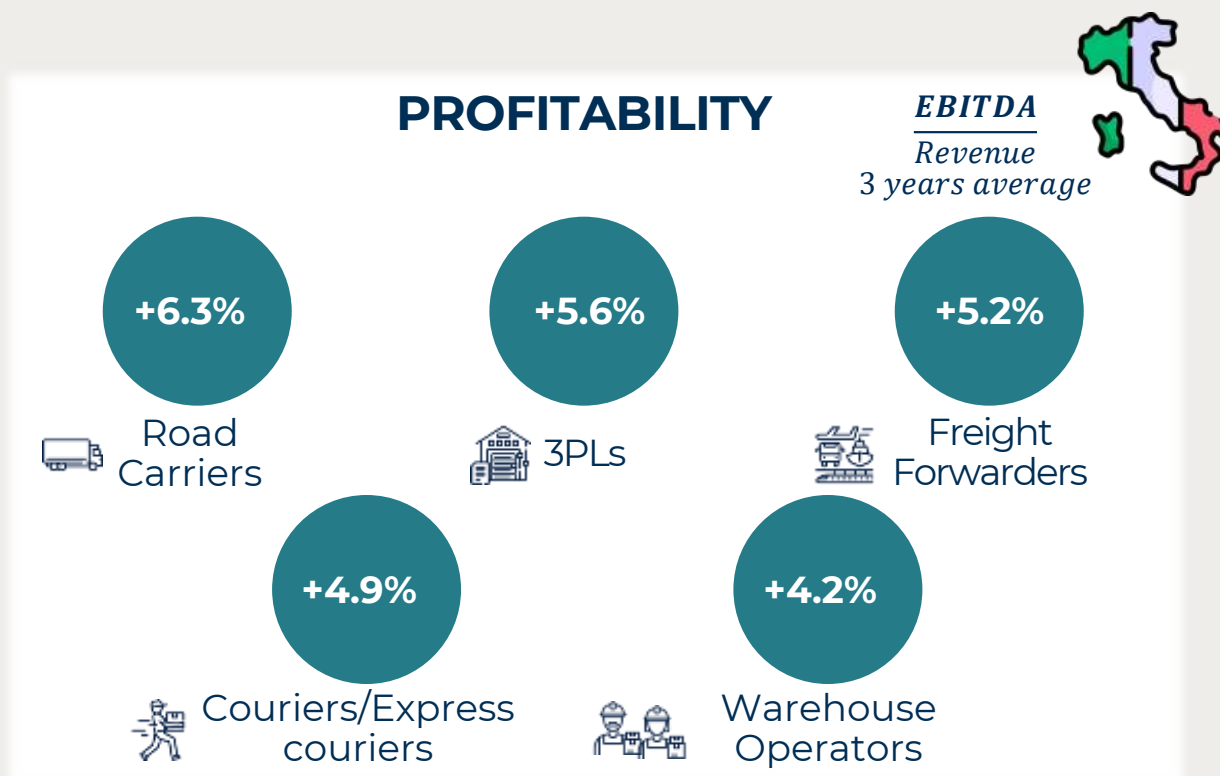 PROFITABILITY
EBITDA
Revenue
3 years average
+6.3%
+5.6%
+5.2%
Road
Carriers
3PLs
Freight
Forwarders
+4.9%
+4.2%
Couriers/Express
couriers
Warehouse
Operators